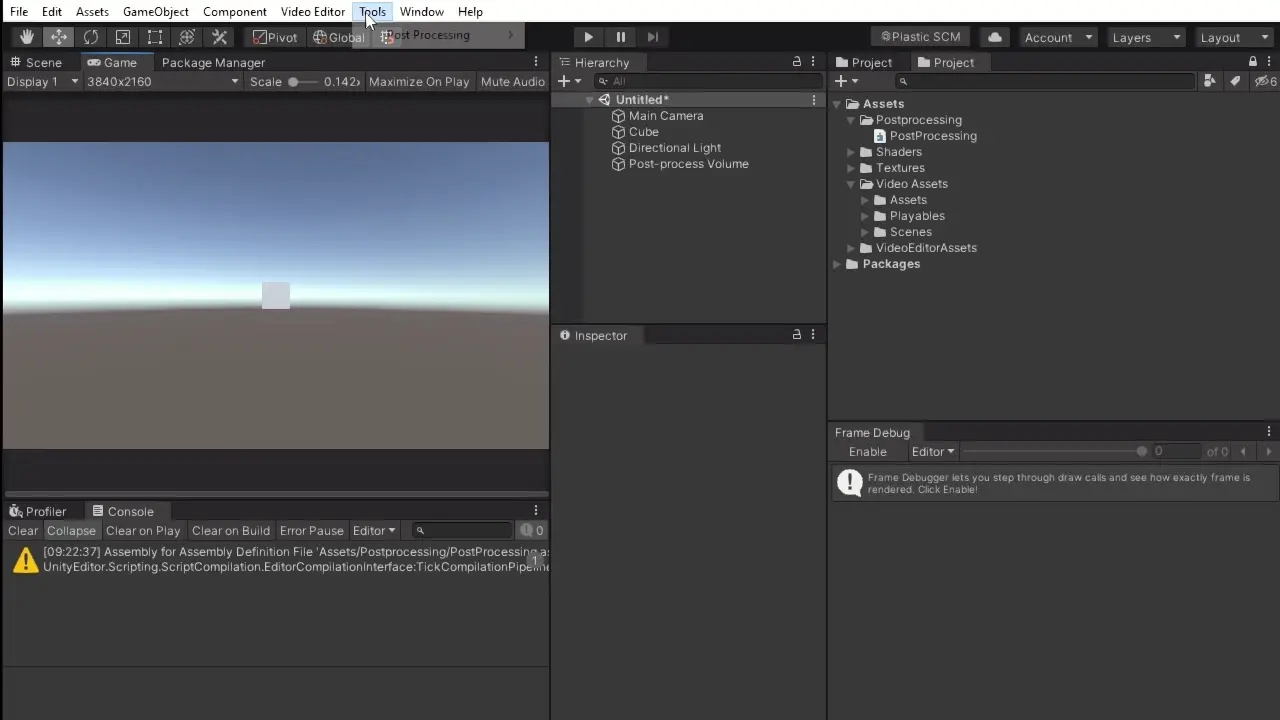 File Edit Assets GameObject Component Video Editor Tools Window Help
Post Processing
Pivot Global Plastic SCM Account Layers Layout
Scene Game Package Manager
Display 1 3840x2160 Scale 0.142x Maximize On Play Mute Audio
Hierarchy
All
Untitled*
Main Camera
Cube
Directional Light
Post-process Volume
Inspector
Project Project
6
Assets
Postprocessing
PostProcessing
Shaders
Textures
Video Assets
Assets
Playables
Scenes
VideoEditorAssets
Packages
Frame Debug
Enable Editor 0 of 0
Frame Debugger lets you step through draw calls and see how exactly frame is
rendered. Click Enable!
Profiler Console
Clear Collapse Clear on Play Clear on Build Error Pause Editor 0
[09:22:37] Assembly for Assembly Definition File 'Assets/Postprocessing/PostProcessing.as
UnityEditor.Scripting.ScriptCompilation.EditorCompilationInterface:TickCompilationPipeline
1